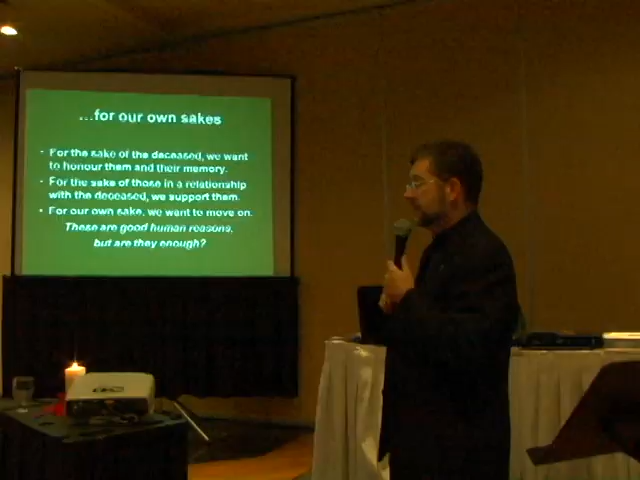 ...for our own sakes
• For the sake of the deceased, we want
to honour them and their memory.
• For the sake of those in a relationship
with the deceased, we support them.
• For our own sake, we want to move on.
These are good human reasons,
but are they enough?